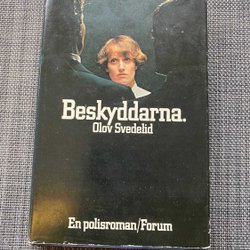 Beskyddarna.
Olov Svedelid
En polisroman/Forum